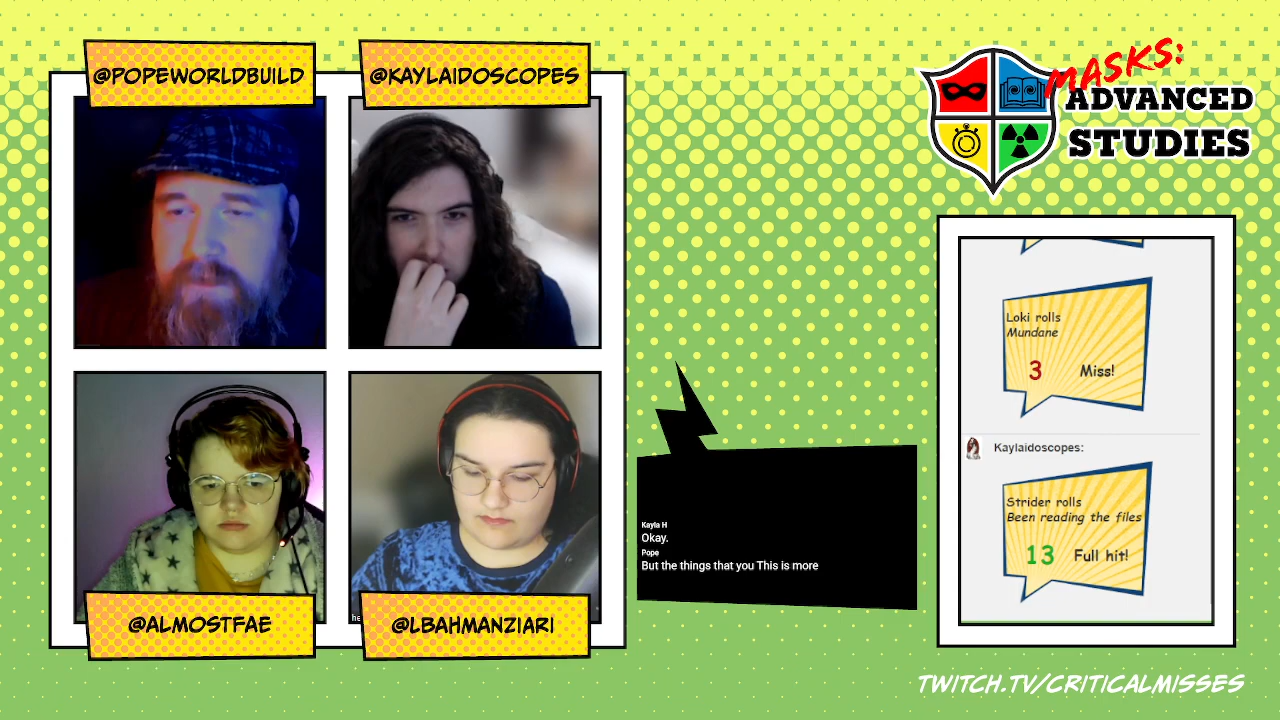 @POPEWORLDBUILD
@KAYLAIDOSCOPES
@ALMOSTFAE
@LBAHMANZIARI
Kayla H
Okay.
Pope
But the things that you This is more
MASKS:
ADVANCED
STUDIES
Loki rolls
Mundane
3 Miss!
Kaylaidoscopes:
Strider rolls
Been reading the files
13 Full hit!
TWITCH.TV/CRITICALMISSES